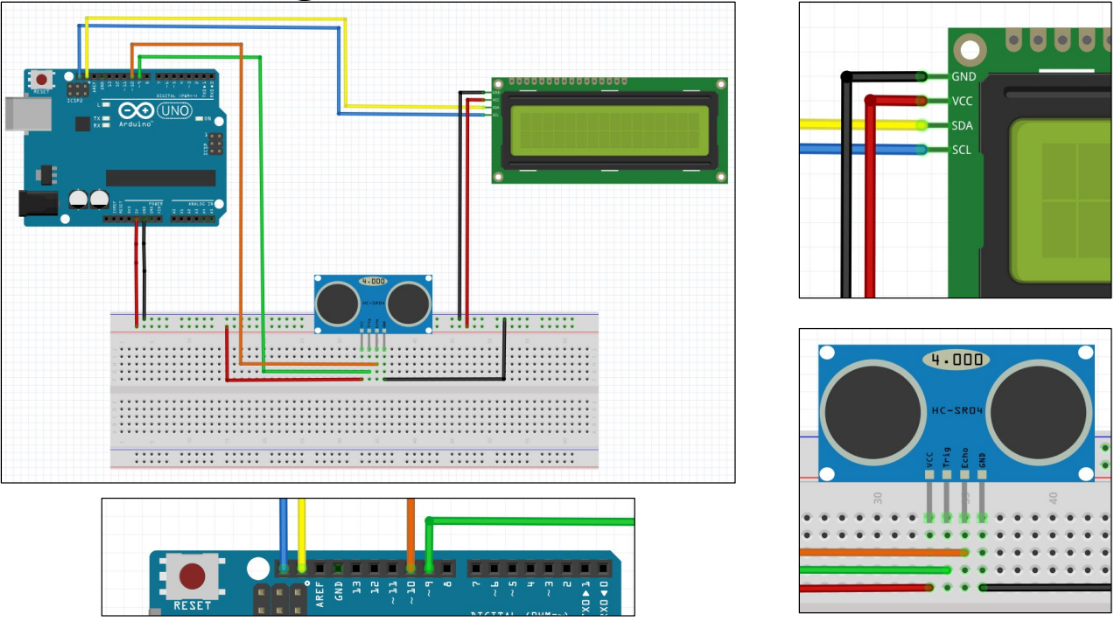 RESET
ICSP2
L
TX
RX
Arduino
UNO
ON
ICSP
DIGITAL (PWM=~)
POWER
ANALOG IN
4.000
HC-SR04
GND
VCC
SDA
SCL
4.000
HC-SR04
VCC
Trig
Echo
GND
30
40
RESET
AREF
GND
13
12
~11
~10
~9
8
7
~6
~5
4
~3
2
TX0▶1
RX0◀0
DIGITAL (PWM=~)